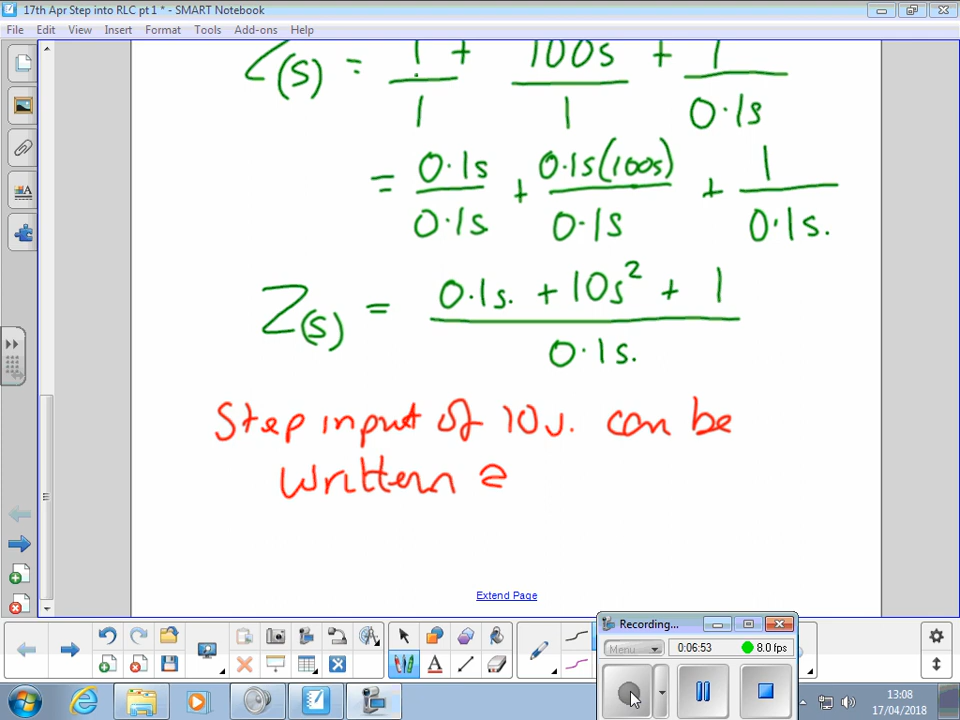 17th Apr Step into RLC pt 1 * - SMART Notebook
File Edit View Insert Format Tools Add-ons Help
Z(s) = 1/1 + 100s/1 + 1/0.1s
= 0.1s/0.1s + 0.1s(100s)/0.1s + 1/0.1s.
Z(s) = 0.1s. + 10s² + 1 / 0.1s.
Step input of 10v. can be
written a
Extend Page
Recording...
Menu 0:06:53 8.0 fps
13:08
17/04/2018